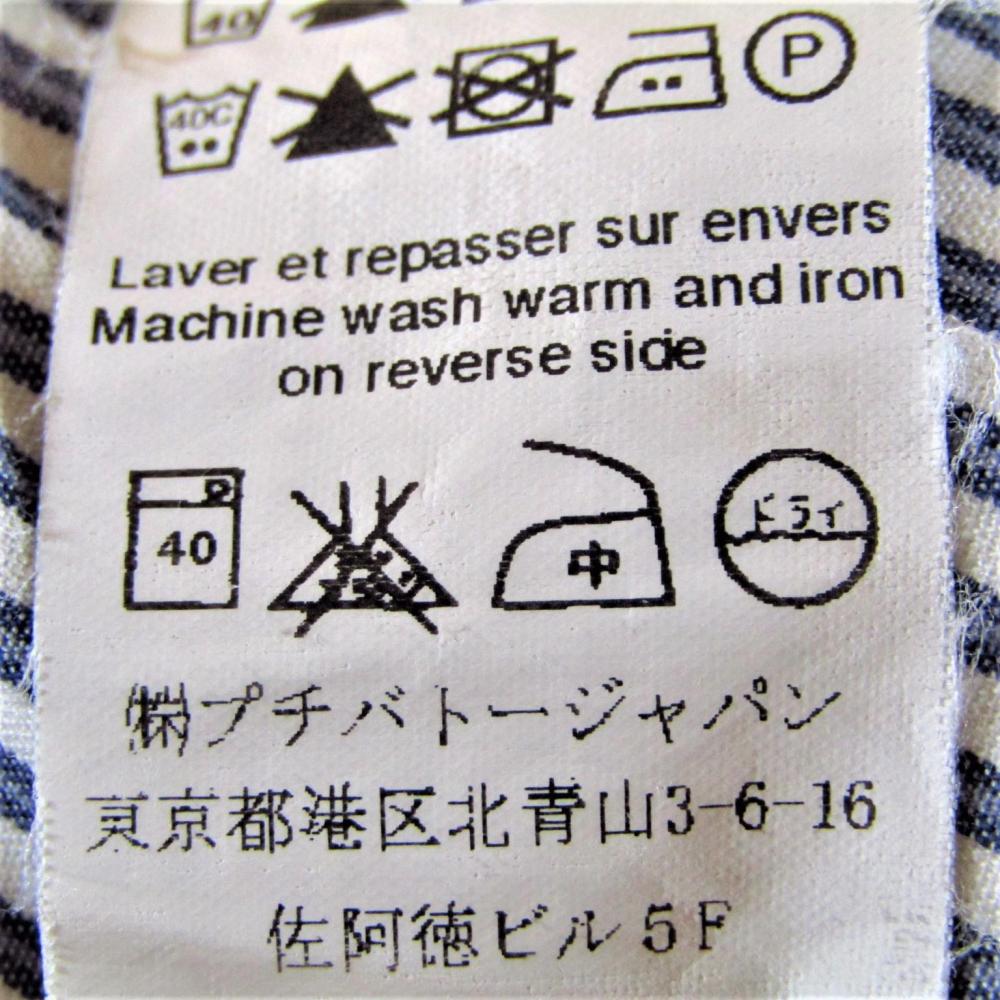 40
40C P
Laver et repasser sur envers
Machine wash warm and iron
on reverse side
40 中 ドライ
㈱プチバトージャパン
東京都港区北青山3-6-16
佐阿徳ビル5F